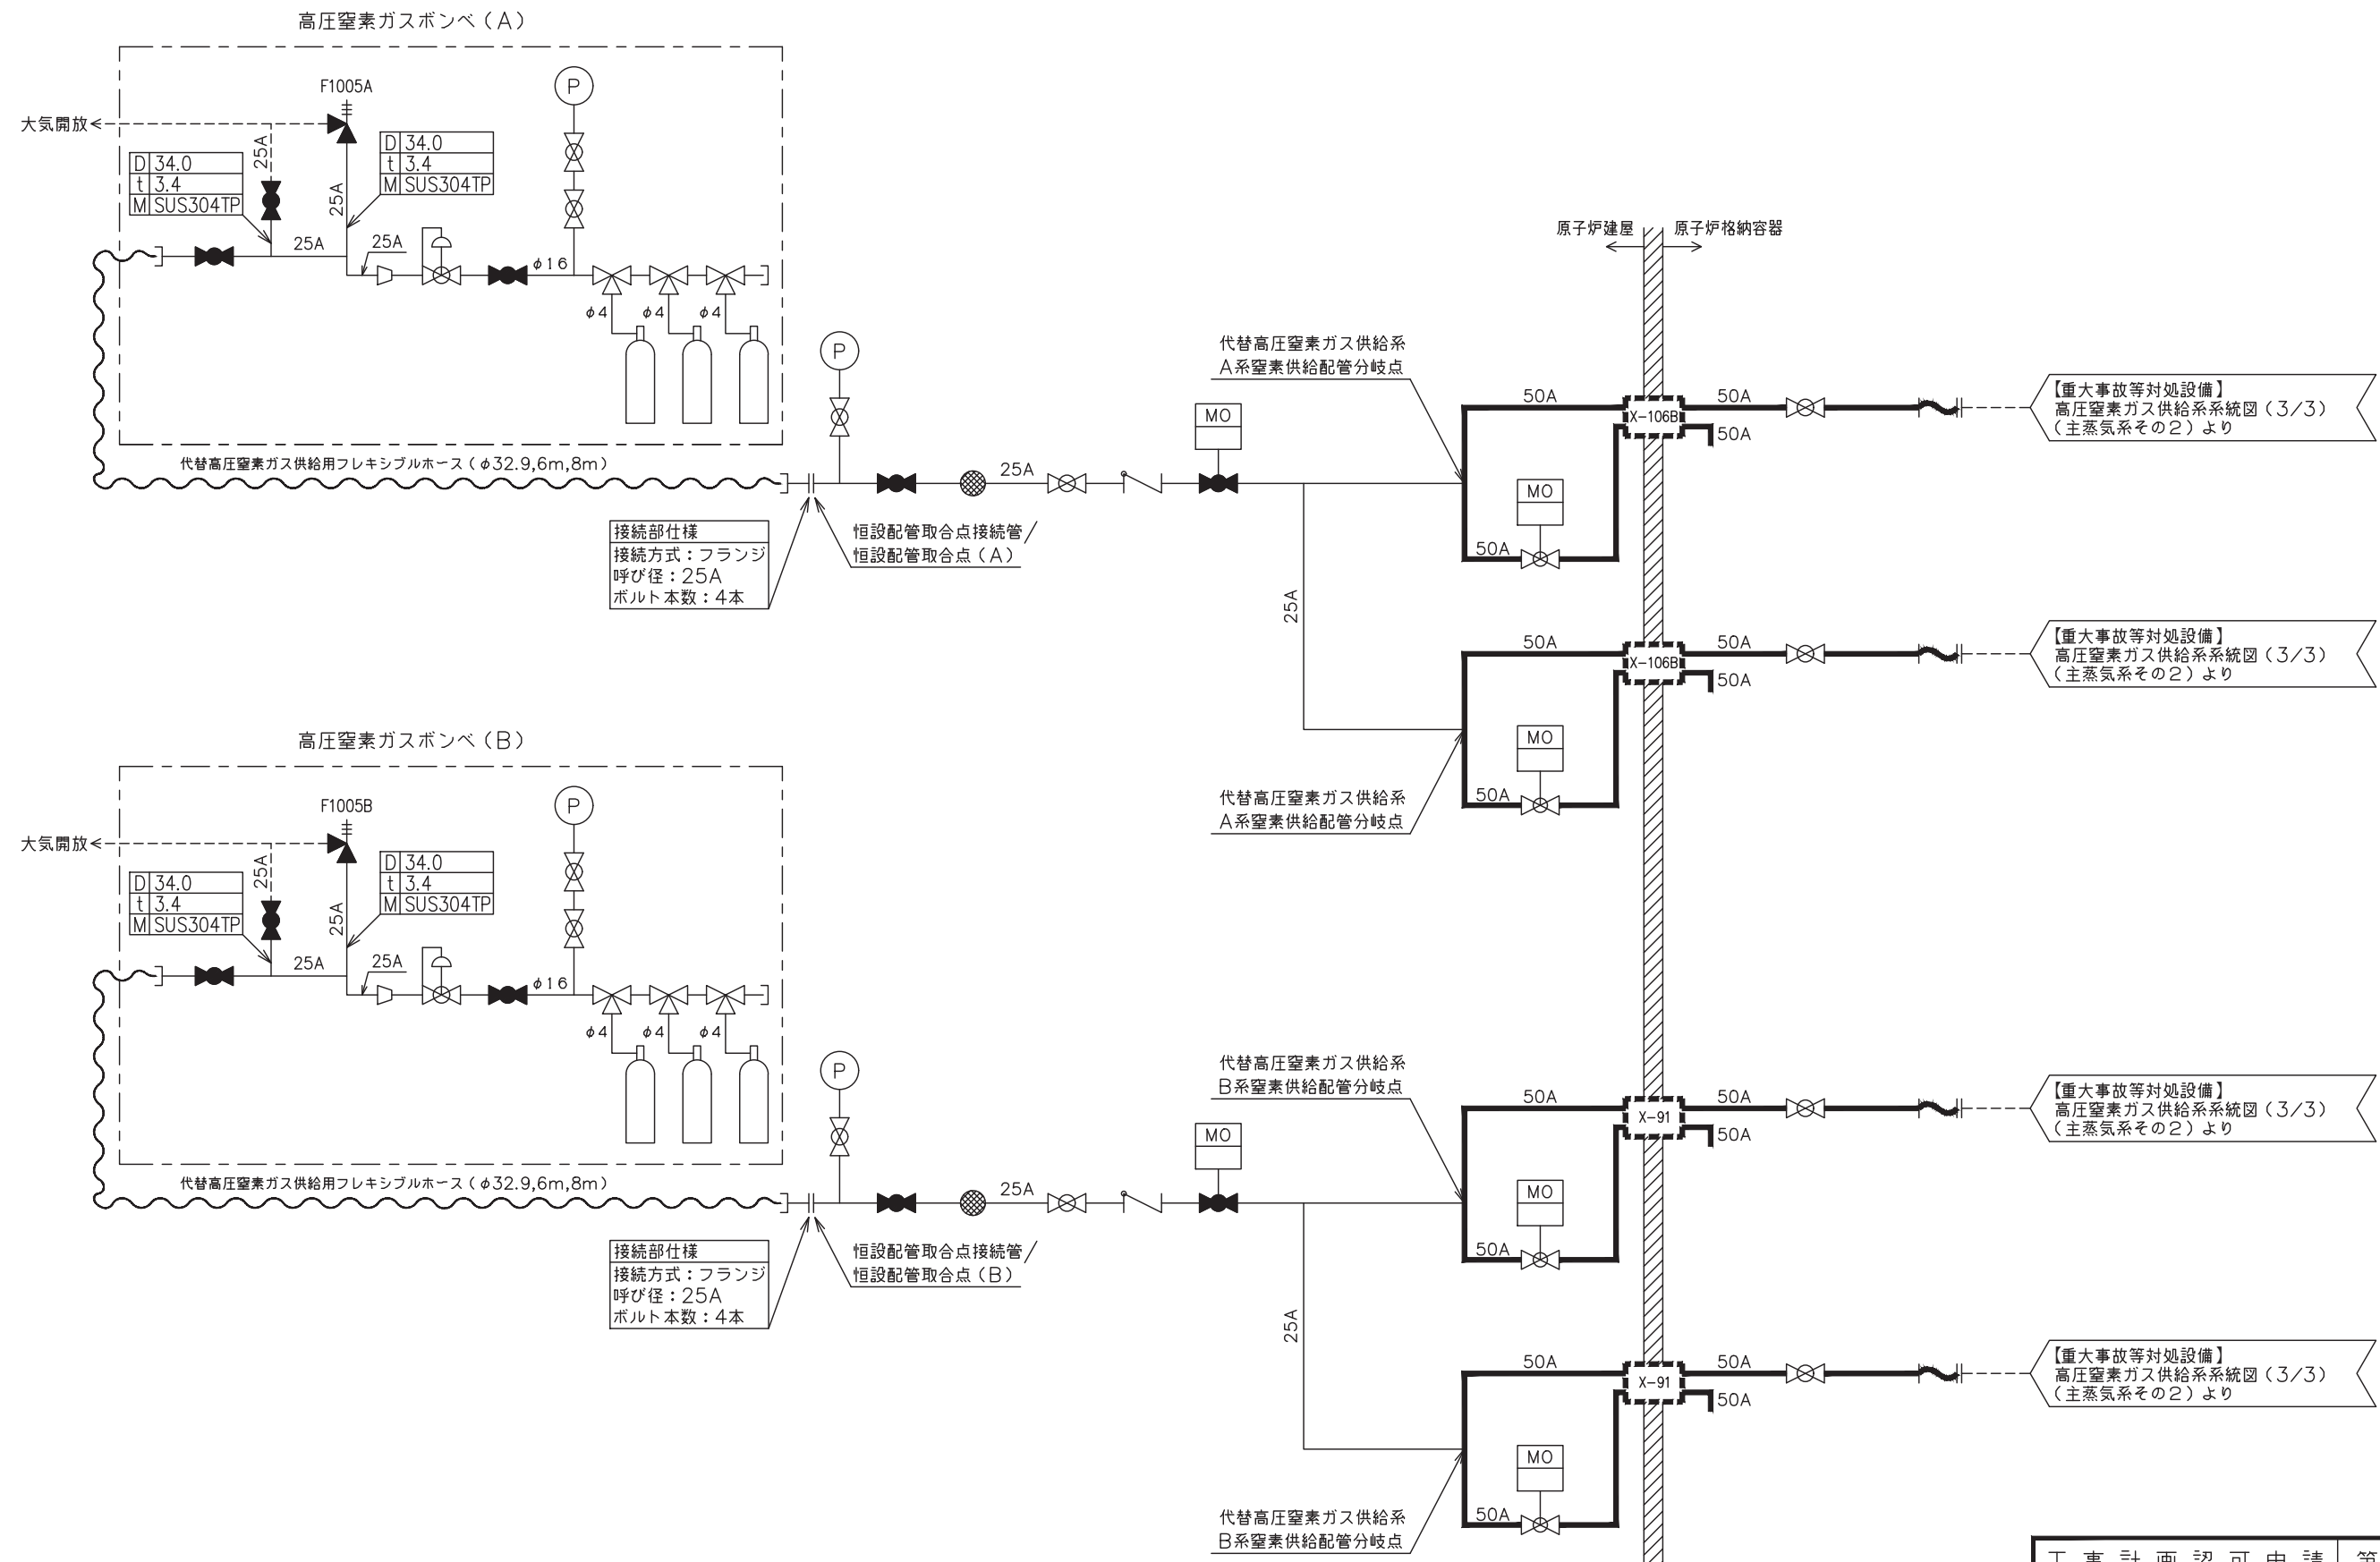 高圧窒素ガスボンベ(A)
F1005A
P
大気開放
25A
D 34.0
t 3.4
M SUS304TP
D 34.0
t 3.4
M SUS304TP
25A
25A
25A
φ16
φ4
φ4
φ4
代替高圧窒素ガス供給用フレキシブルホース(φ32.9,6m,8m)
P
接続部仕様
接続方式:フランジ
呼び径:25A
ボルト本数:4本
恒設配管取合点接続管/
恒設配管取合点(A)
25A
MO
代替高圧窒素ガス供給系
A系窒素供給配管分岐点
原子炉建屋
原子炉格納容器
50A
X-106B
50A
50A
MO
50A
【重大事故等対処設備】
高圧窒素ガス供給系系統図(3/3)
(主蒸気系その2)より
25A
50A
X-106B
50A
50A
MO
50A
【重大事故等対処設備】
高圧窒素ガス供給系系統図(3/3)
(主蒸気系その2)より
代替高圧窒素ガス供給系
A系窒素供給配管分岐点
高圧窒素ガスボンベ(B)
F1005B
P
大気開放
25A
D 34.0
t 3.4
M SUS304TP
D 34.0
t 3.4
M SUS304TP
25A
25A
25A
φ16
φ4
φ4
φ4
代替高圧窒素ガス供給用フレキシブルホース(φ32.9,6m,8m)
P
接続部仕様
接続方式:フランジ
呼び径:25A
ボルト本数:4本
恒設配管取合点接続管/
恒設配管取合点(B)
25A
MO
代替高圧窒素ガス供給系
B系窒素供給配管分岐点
50A
X-91
50A
50A
MO
50A
【重大事故等対処設備】
高圧窒素ガス供給系系統図(3/3)
(主蒸気系その2)より
25A
50A
X-91
50A
50A
MO
50A
【重大事故等対処設備】
高圧窒素ガス供給系系統図(3/3)
(主蒸気系その2)より
代替高圧窒素ガス供給系
B系窒素供給配管分岐点
工事計画認可申請 第